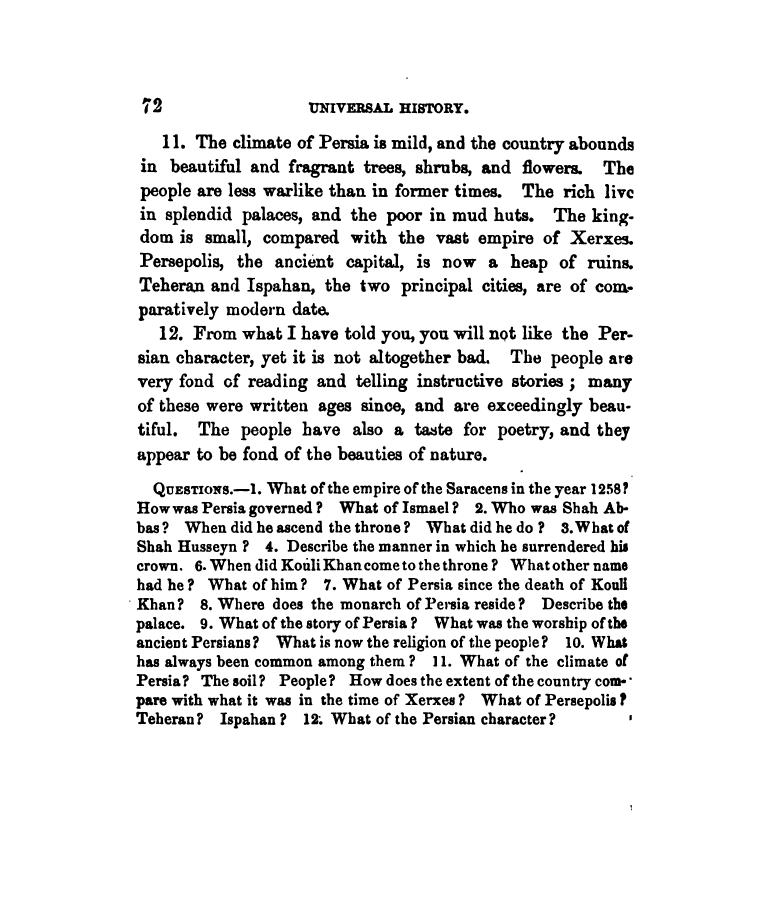 72 UNIVERSAL HISTORY.
11. The climate of Persia is mild, and the country abounds
in beautiful and fragrant trees, shrubs, and flowers. The
people are less warlike than in former times. The rich live
in splendid palaces, and the poor in mud huts. The king-
dom is small, compared with the vast empire of Xerxes.
Persepolis, the ancient capital, is now a heap of ruins.
Teheran and Ispahan, the two principal cities, are of com-
paratively modern date.
12. From what I have told you, you will not like the Per-
sian character, yet it is not altogether bad. The people are
very fond of reading and telling instructive stories; many
of these were written ages since, and are exceedingly beau-
tiful. The people have also a taste for poetry, and they
appear to be fond of the beauties of nature.
QUESTIONS.—1. What of the empire of the Saracens in the year 1258?
How was Persia governed? What of Ismael? 2. Who was Shah Ab-
bas? When did he ascend the throne? What did he do? 3. What of
Shah Husseyn? 4. Describe the manner in which he surrendered his
crown. 6. When did Kouli Khan come to the throne? What other name
had he? What of him? 7. What of Persia since the death of Kouli
Khan? 8. Where does the monarch of Persia reside? Describe the
palace. 9. What of the story of Persia? What was the worship of the
ancient Persians? What is now the religion of the people? 10. What
has always been common among them? 11. What of the climate of
Persia? The soil? People? How does the extent of the country com-
pare with what it was in the time of Xerxes? What of Persepolis?
Teheran? Ispahan? 12. What of the Persian character?